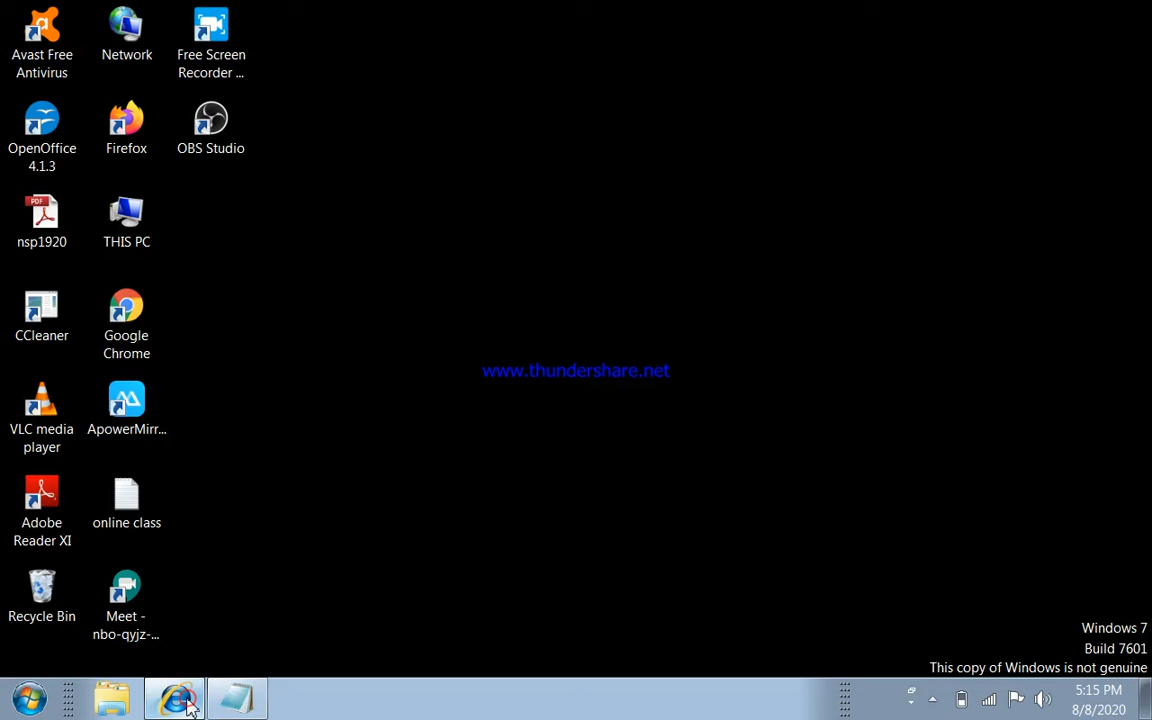 Avast Free
Antivirus
Network
Free Screen
Recorder ...
OpenOffice
4.1.3
Firefox
OBS Studio
PDF
nsp1920
THIS PC
CCleaner
Google
Chrome
VLC media
player
ApowerMirr...
Adobe
Reader XI
online class
Recycle Bin
Meet -
nbo-qyjz-...
www.thundershare.net
Windows 7
Build 7601
This copy of Windows is not genuine
5:15 PM
8/8/2020